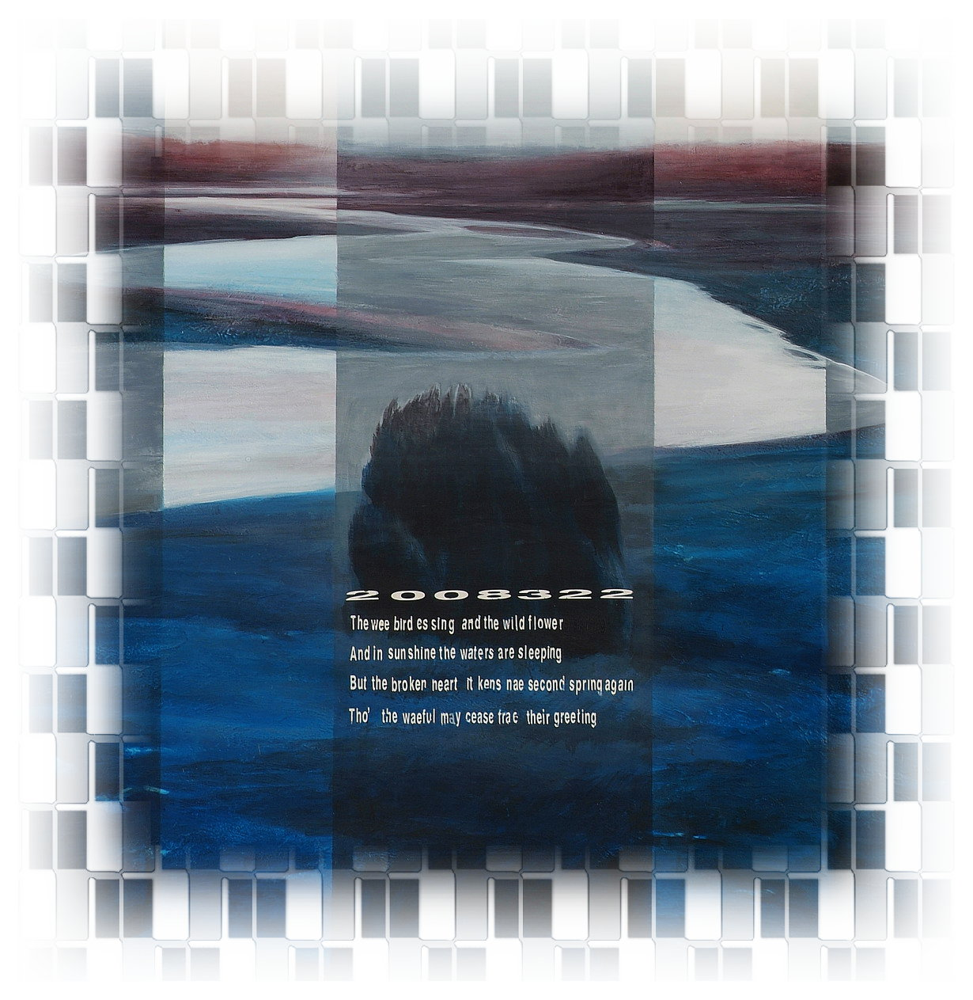 2008322
The wee bird es sing and the wild flower
And in sunshine the waters are sleeping
But the broken heart it kens nae second spring again
Tho' the waeful may cease frae their greeting